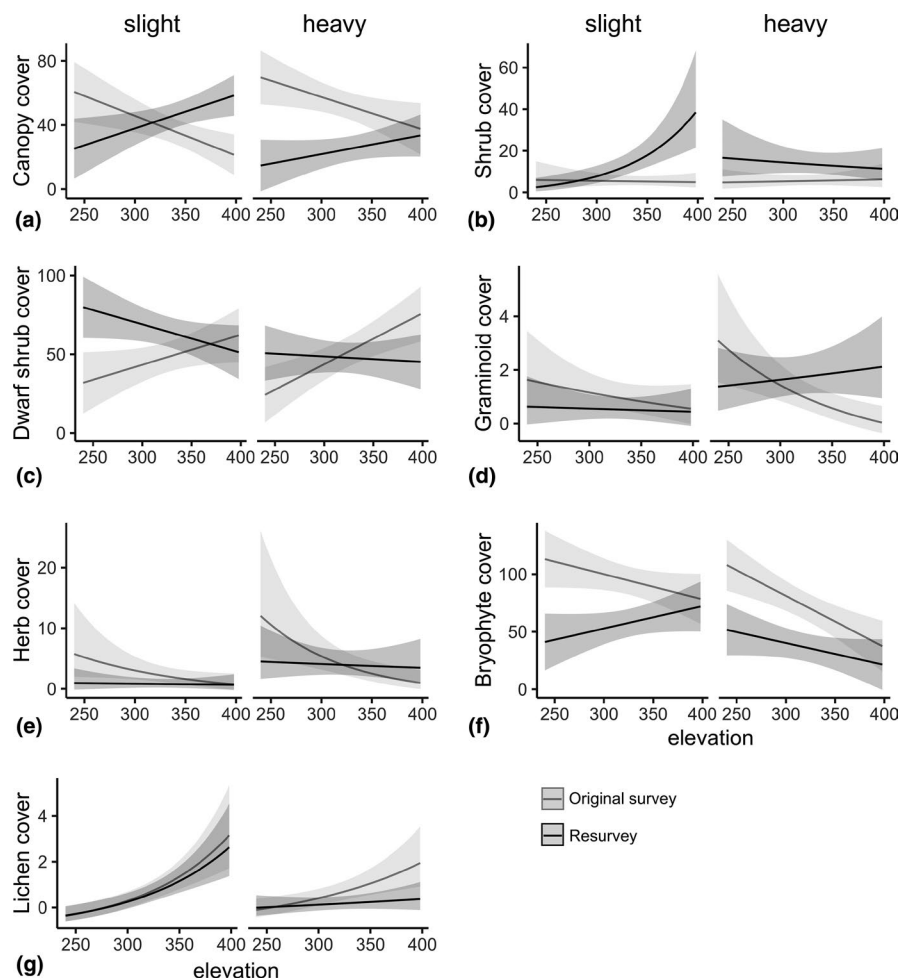 slight heavy
Canopy cover
80
40
0
250 300 350 400 250 300 350 400
(a)
slight heavy
Shrub cover
60
40
20
0
250 300 350 400 250 300 350 400
(b)
Dwarf shrub cover
100
50
0
250 300 350 400 250 300 350 400
(c)
Graminoid cover
4
2
0
250 300 350 400 250 300 350 400
(d)
Herb cover
20
10
0
250 300 350 400 250 300 350 400
(e)
Bryophyte cover
100
50
0
250 300 350 400 250 300 350 400
(f)
elevation
Lichen cover
4
2
0
250 300 350 400 250 300 350 400
(g)
elevation
Original survey
Resurvey